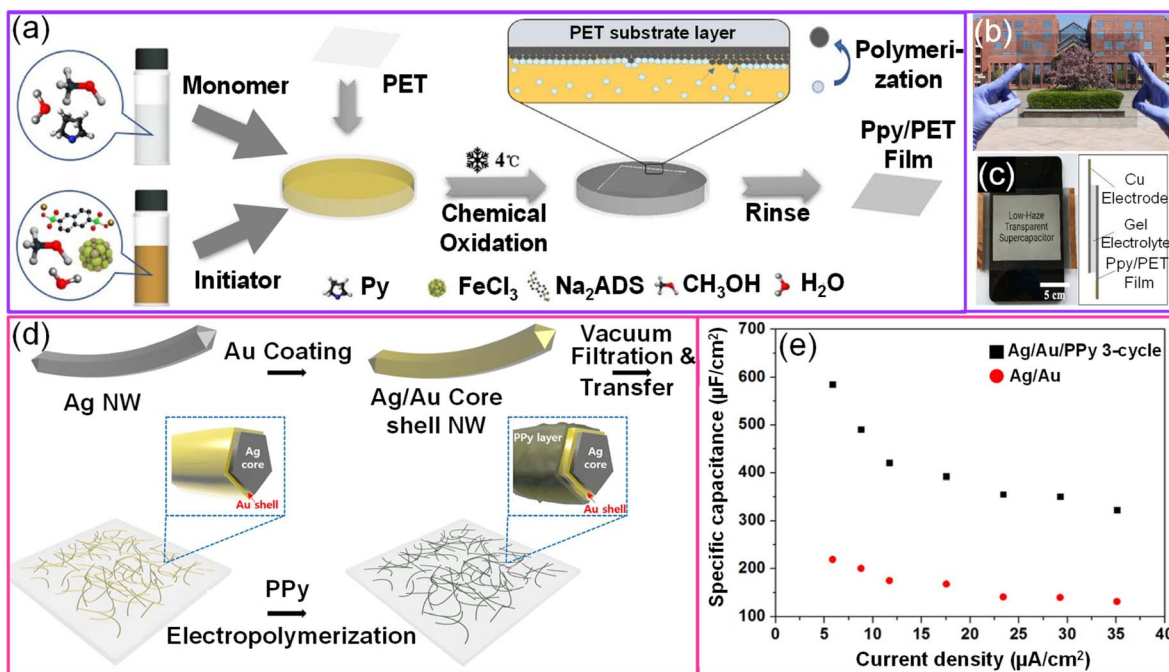 (a)
PET substrate layer
Polymeri-
zation
Monomer
PET
Ppy/PET
Film
4℃
Chemical
Oxidation
Rinse
Initiator
Py
FeCl₃
Na₂ADS
CH₃OH
H₂O
(b)
(c)
Low-Haze
Transparent
Supercapacitor
5 cm
Cu
Electrode
Gel
Electrolyte
Ppy/PET
Film
(d)
Ag NW
Au Coating
Ag/Au Core
shell NW
Vacuum
Filtration &
Transfer
Ag
core
Au shell
PPy layer
Ag
core
Au shell
PPy
Electropolymerization
(e)
Ag/Au/PPy 3-cycle
Ag/Au
Specific capacitance (µF/cm²)
700
600
500
400
300
200
100
0 5 10 15 20 25 30 35 40
Current density (µA/cm²)